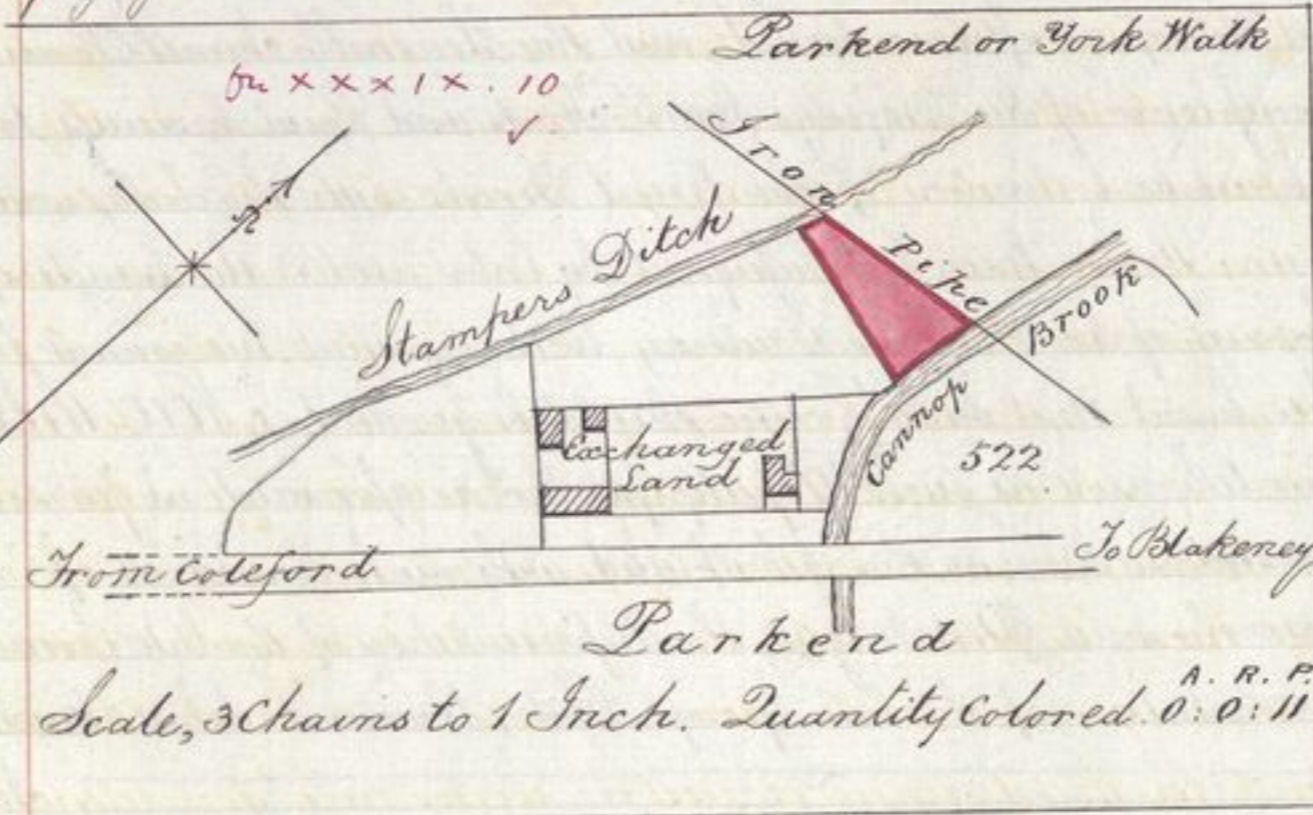 Parkend or York Walk
XXXIX.10
N
Iron Pipe
Stampers Ditch
Cannop Brook
Exchanged
Land
522
From Coleford
To Blakeney
Parkend
A. R. P.
Scale, 3 Chains to 1 Inch. Quantity Colored. 0:0:11